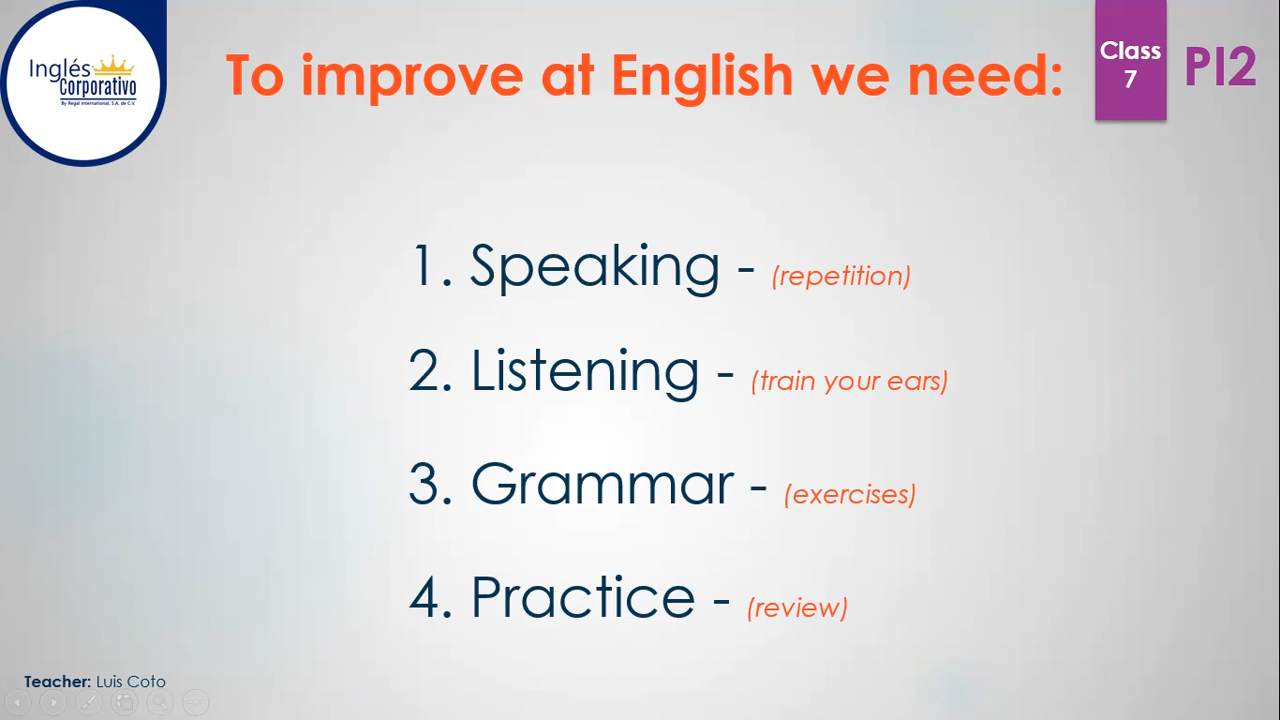 Inglés
Corporativo
By Regal International, S.A. de C.V.
To improve at English we need:
Class
7
PI2
1. Speaking - (repetition)
2. Listening - (train your ears)
3. Grammar - (exercises)
4. Practice - (review)
Teacher: Luis Coto